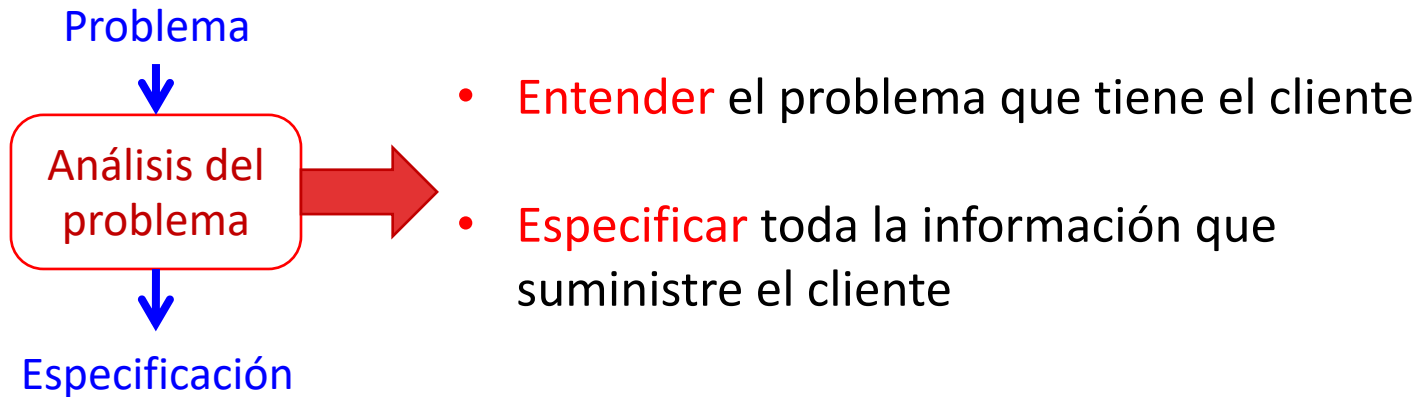 Problema
Análisis del
problema
Especificación
• Entender el problema que tiene el cliente
• Especificar toda la información que
suministre el cliente